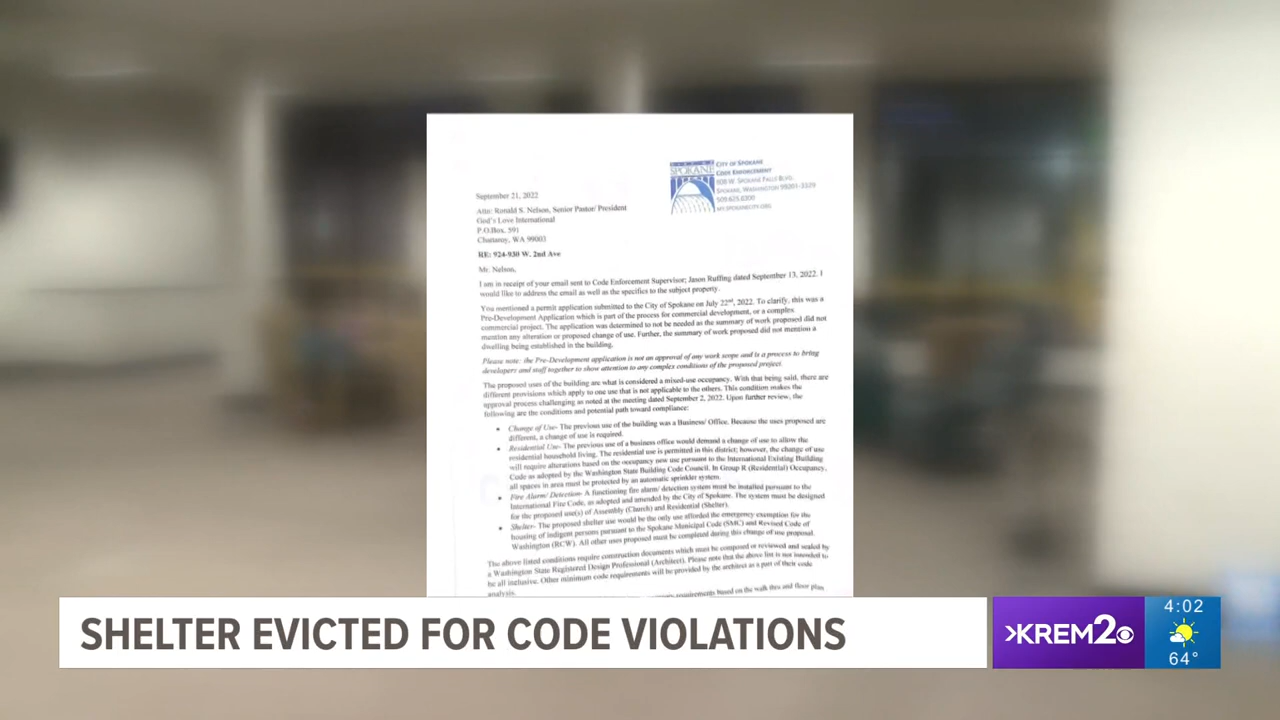 SPOKANE
CITY OF SPOKANE
CODE ENFORCEMENT
808 W. SPOKANE FALLS BLVD.
SPOKANE, WASHINGTON 99201-3329
509.625.6300
MY.SPOKANECITY.ORG
September 21, 2022
Attn: Ronald S. Nelson, Senior Pastor/ President
God's Love International
P.O.Box. 591
Chattaroy, WA 99003
RE: 924-930 W. 2nd Ave
Mr. Nelson,
I am in receipt of your email sent to Code Enforcement Supervisor; Jason Ruffing dated September 13, 2022. I
would like to address the email as well as the specifics to the subject property.
You mentioned a permit application submitted to the City of Spokane on July 22nd, 2022. To clarify, this was a
Pre-Development Application which is part of the process for commercial development, or a complex
commercial project. The application was determined to not be needed as the summary of work proposed did not
mention any alteration or proposed change of use. Further, the summary of work proposed did not mention a
dwelling being established in the building.
Please note: the Pre-Development application is not an approval of any work scope and is a process to bring
developers and staff together to show attention to any complex conditions of the proposed project.
The proposed uses of the building are what is considered a mixed-use occupancy. With that being said, there are
different provisions which apply to one use that is not applicable to the others. This condition makes the
approval process challenging as noted at the meeting dated September 2, 2022. Upon further review, the
following are the conditions and potential path toward compliance:
• Change of Use- The previous use of the building was a Business/ Office. Because the uses proposed are
different, a change of use is required.
• Residential Use- The previous use of a business office would demand a change of use to allow the
residential household living. The residential use is permitted in this district; however, the change of use
will require alterations based on the occupancy new use pursuant to the International Existing Building
Code as adopted by the Washington State Building Code Council. In Group R (Residential) Occupancy,
all spaces in area must be protected by an automatic sprinkler system.
• Fire Alarm/ Detection- A functioning fire alarm/ detection system must be installed pursuant to the
International Fire Code, as adopted and amended by the City of Spokane. The system must be designed
for the proposed use(s) of Assembly (Church) and Residential (Shelter).
• Shelter- The proposed shelter use would be the only use afforded the emergency exemption for the
housing of indigent persons pursuant to the Spokane Municipal Code (SMC) and Revised Code of
Washington (RCW). All other uses proposed must be completed during this change of use proposal.
The above listed conditions require construction documents which must be composed or reviewed and sealed by
a Washington State Registered Design Professional (Architect). Please note that the above list is not intended to
be all inclusive. Other minimum code requirements will be provided by the architect as a part of their code
analysis.
requirements based on the walk thru and floor plan
SHELTER EVICTED FOR CODE VIOLATIONS
KREM2
4:02
64°